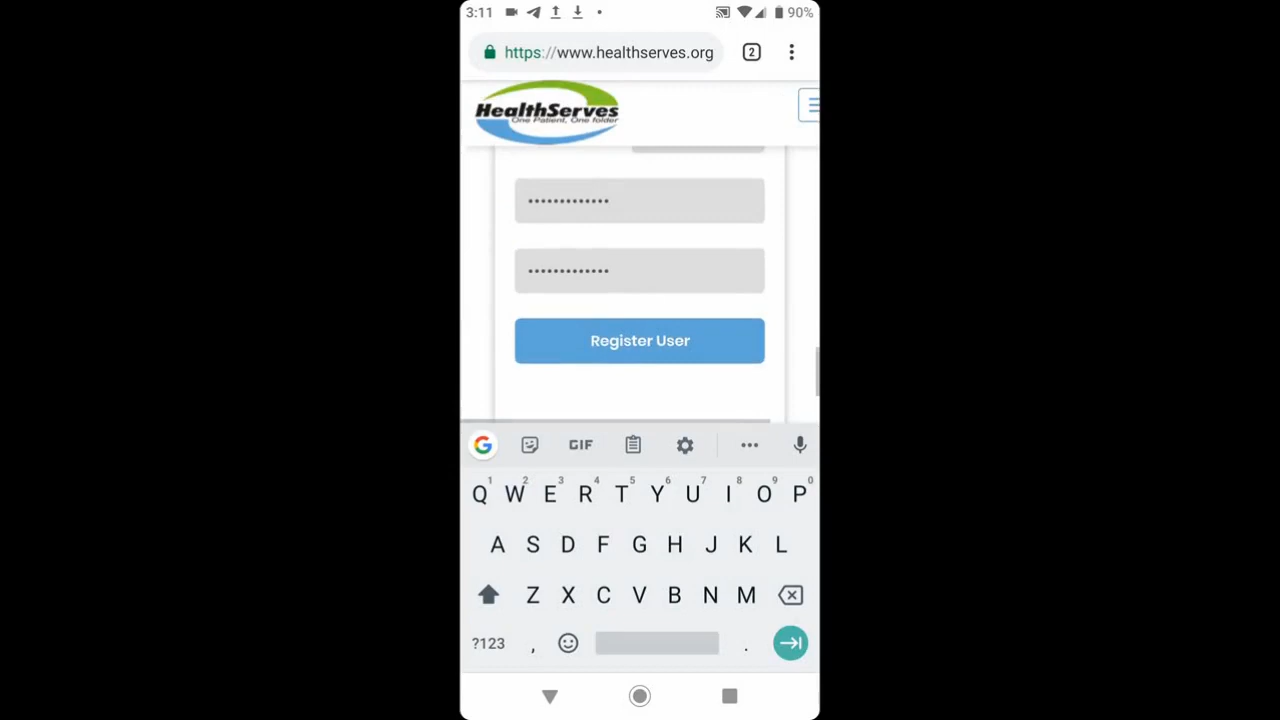 3:11 90%
https://www.healthserves.org 2
HealthServes
One Patient, One folder
•••••••••••••
•••••••••••••
Register User
GIF
1 2 3 4 5 6 7 8 9 0
Q W E R T Y U I O P
A S D F G H J K L
Z X C V B N M
?123 , .